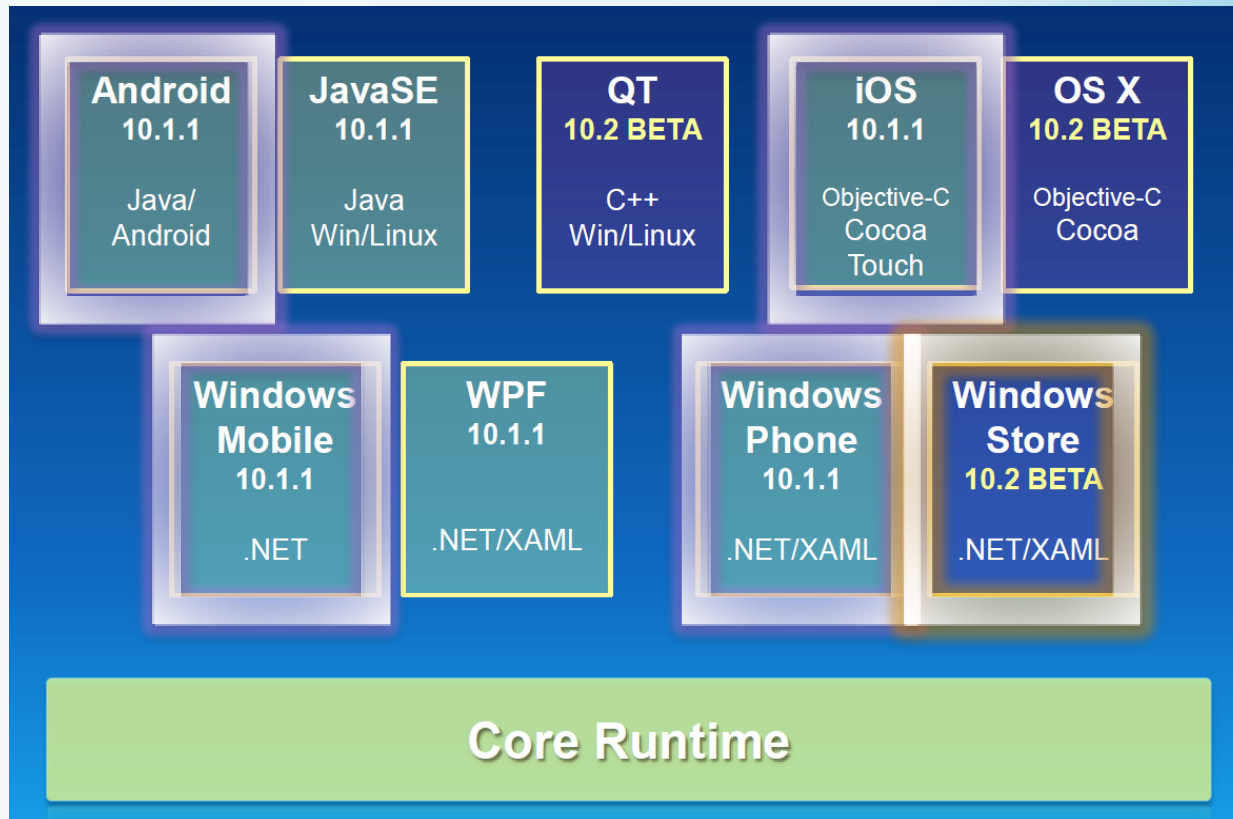 Android
10.1.1
Java/
Android
JavaSE
10.1.1
Java
Win/Linux
QT
10.2 BETA
C++
Win/Linux
iOS
10.1.1
Objective-C
Cocoa
Touch
OS X
10.2 BETA
Objective-C
Cocoa
Windows
Mobile
10.1.1
.NET
WPF
10.1.1
.NET/XAML
Windows
Phone
10.1.1
.NET/XAML
Windows
Store
10.2 BETA
.NET/XAML
Core Runtime